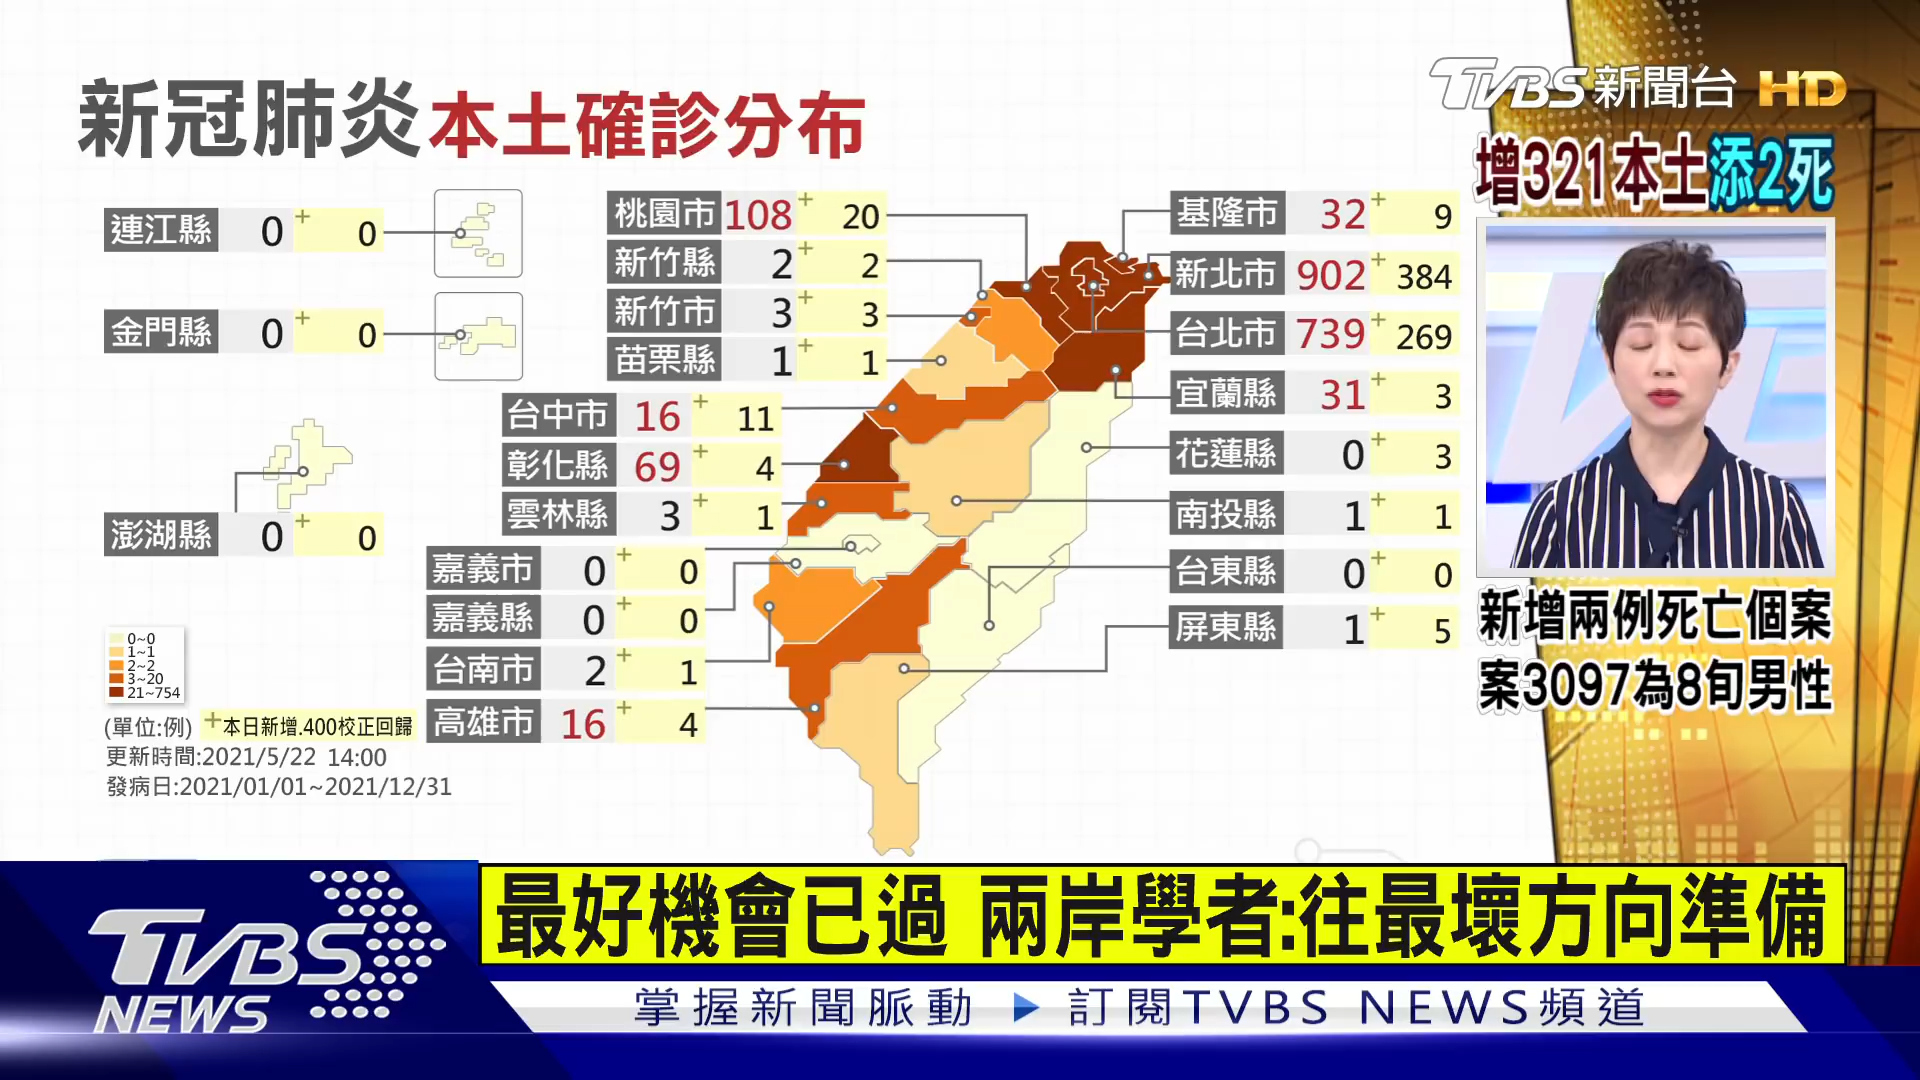 新冠肺炎本土確診分布
TVBS新聞台 HD
增321本土添2死
連江縣 0 + 0
金門縣 0 + 0
澎湖縣 0 + 0
桃園市 108 + 20
新竹縣 2 + 2
新竹市 3 + 3
苗栗縣 1 + 1
台中市 16 + 11
彰化縣 69 + 4
雲林縣 3 + 1
嘉義市 0 + 0
嘉義縣 0 + 0
台南市 2 + 1
高雄市 16 + 4
基隆市 32 + 9
新北市 902 + 384
台北市 739 + 269
宜蘭縣 31 + 3
花蓮縣 0 + 3
南投縣 1 + 1
台東縣 0 + 0
屏東縣 1 + 5
0~0
1~1
2~2
3~20
21~754
(單位:例) +本日新增.400校正回歸
更新時間:2021/5/22 14:00
發病日:2021/01/01~2021/12/31
新增兩例死亡個案
案3097為8旬男性
最好機會已過 兩岸學者:往最壞方向準備
TVBS
NEWS
掌握新聞脈動 ▶ 訂閱TVBS NEWS頻道